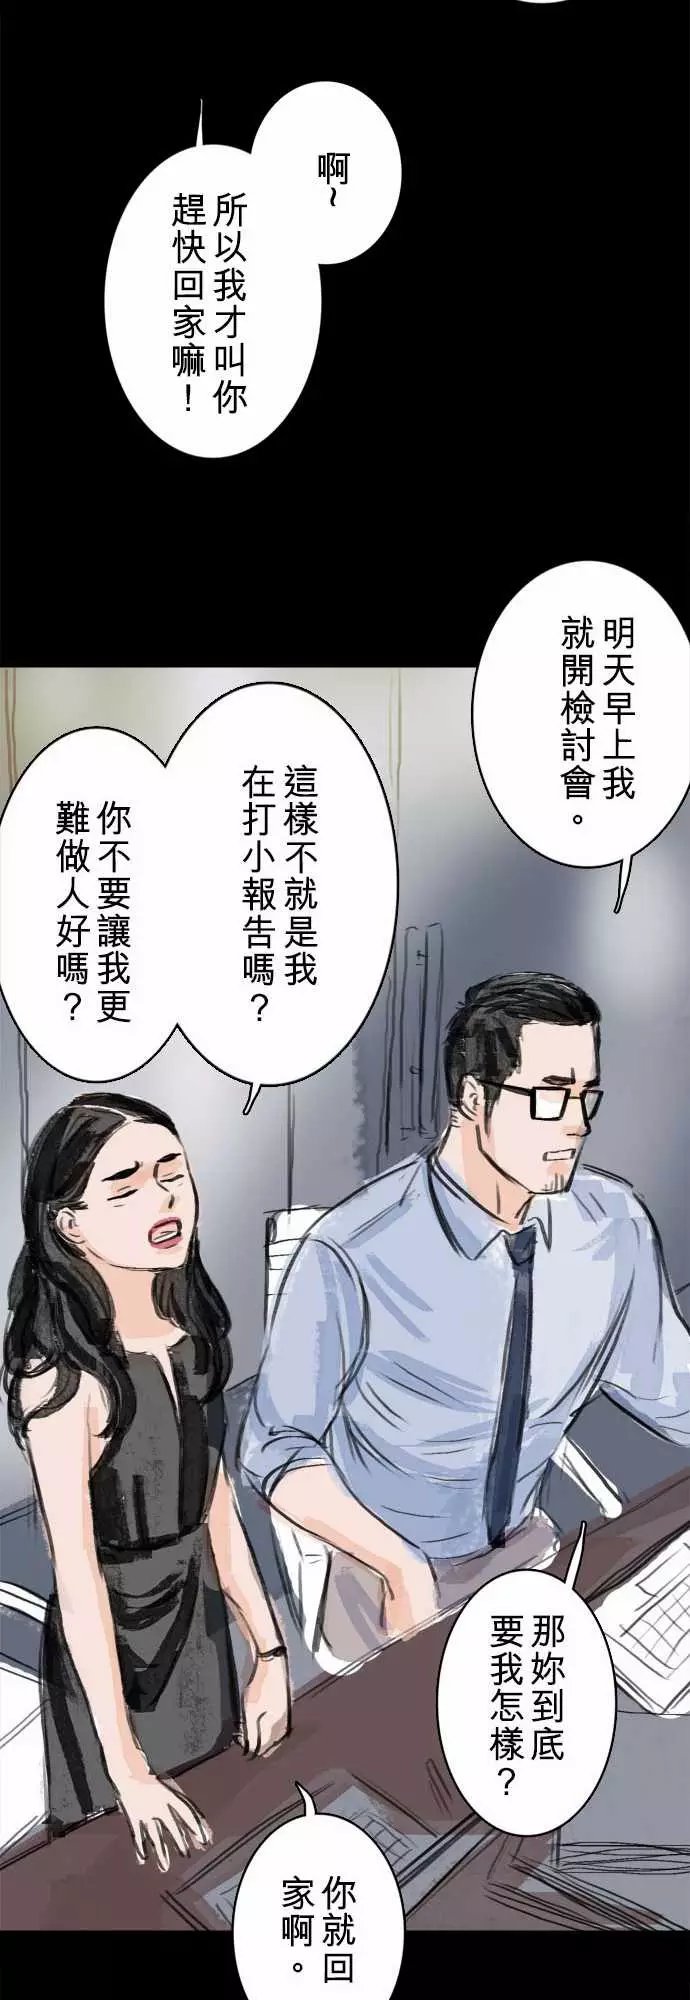 啊~
所以我才叫你
趕快回家嘛！
明天早上我
就開檢討會。
這樣不就是我
在打小報告嗎？
你不要讓我更
難做人好嗎？
那妳到底
要我怎樣？
你就回
家啊。